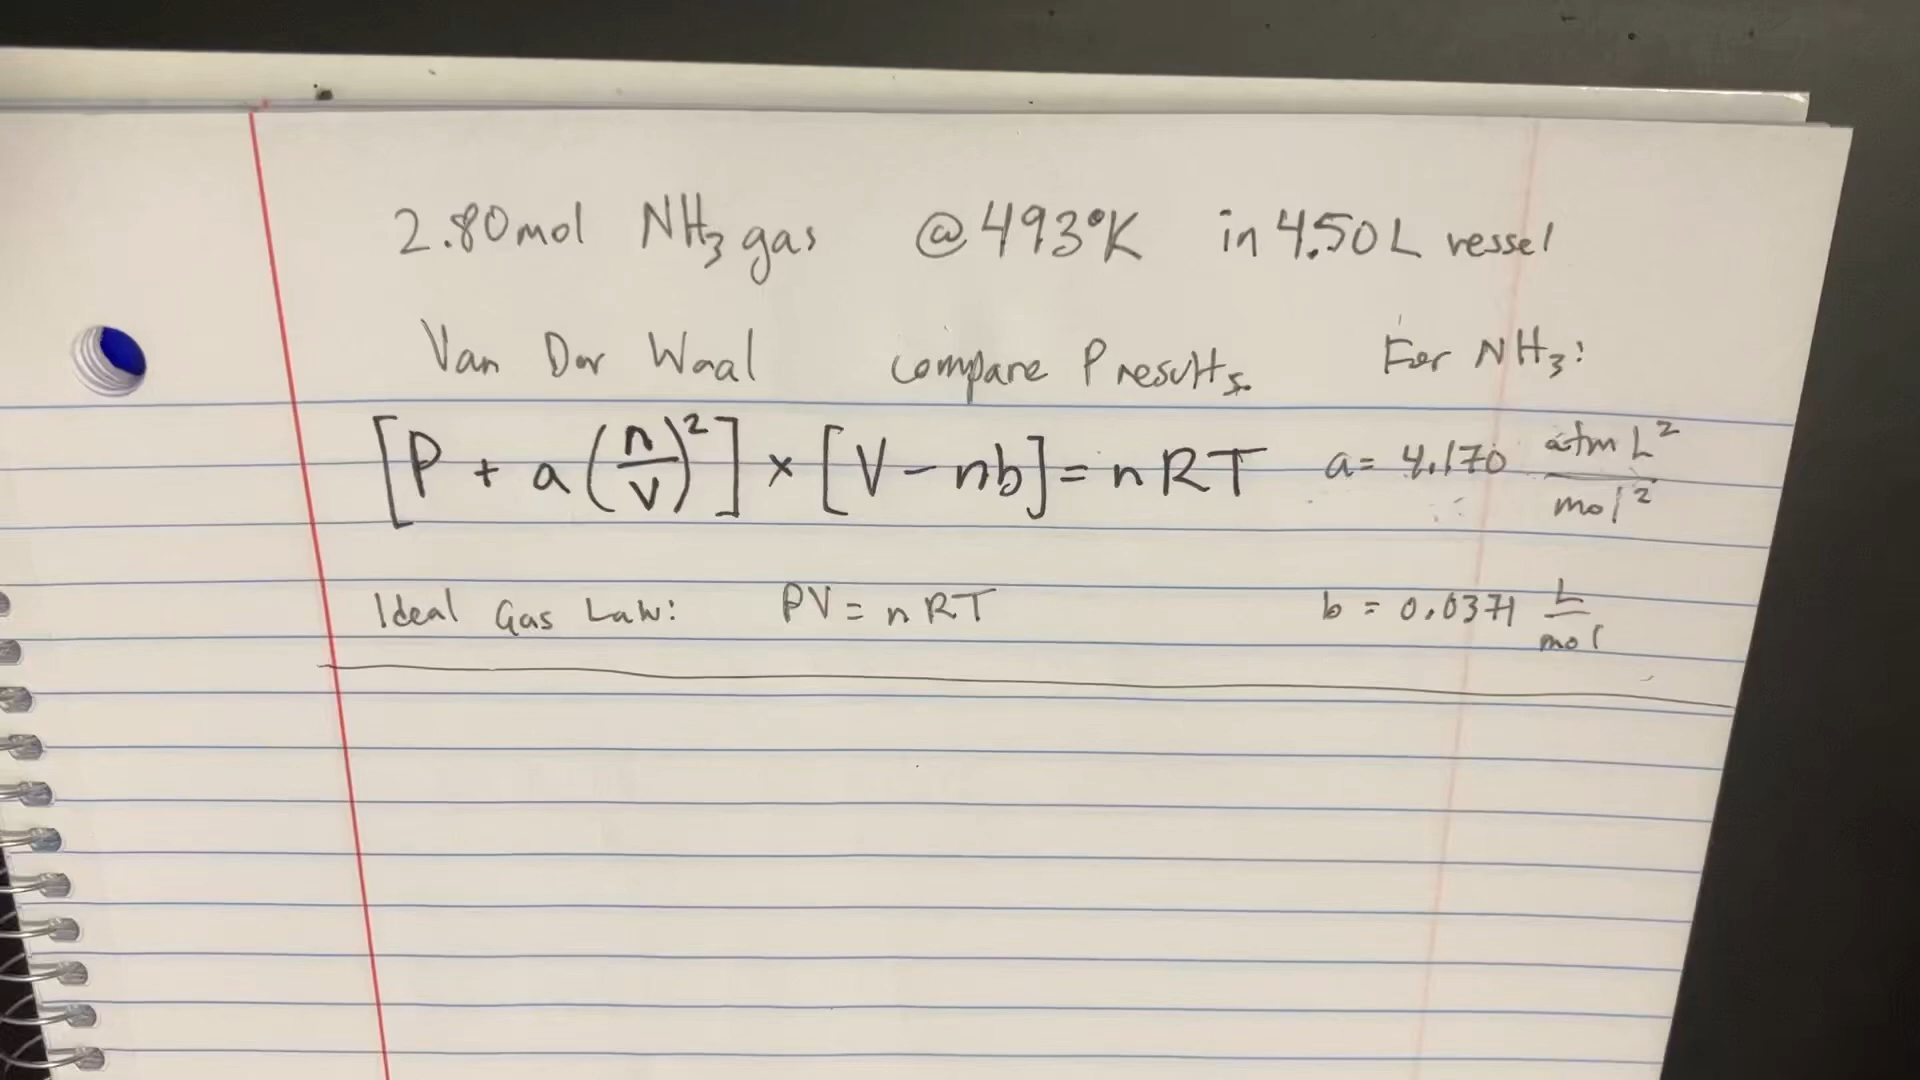 2.80mol NH₃ gas @ 493°K in 4.50L vessel
Van Der Waal compare P results. For NH₃:
[P + a(n/V)²] × [V - nb] = nRT a = 4.170 atm L²/mol²
Ideal Gas Law: PV = nRT b = 0.0371 L/mol